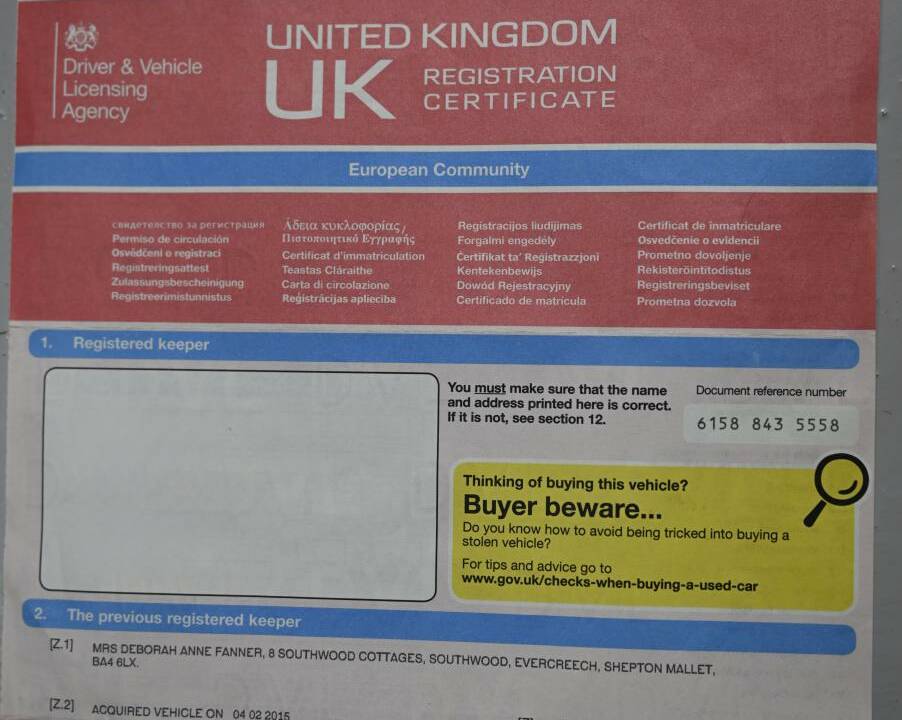 Driver & Vehicle
Licensing
Agency
UNITED KINGDOM
UK REGISTRATION
CERTIFICATE
European Community
свидетелство за регистрация
Permiso de circulación
Osvědčení o registraci
Registreringsattest
Zulassungsbescheinigung
Registreerimistunnistus
Άδεια κυκλοφορίας /
Πιστοποιητικό Εγγραφής
Certificat d'immatriculation
Teastas Cláraithe
Carta di circolazione
Reģistrācijas apliecība
Registracijos liudijimas
Forgalmi engedély
Ċertifikat ta' Reġistrazzjoni
Kentekenbewijs
Dowód Rejestracyjny
Certificado de matrícula
Certificat de înmatriculare
Osvedčenie o evidencii
Prometno dovoljenje
Rekisteröintitodistus
Registreringsbeviset
Prometna dozvola
1. Registered keeper
You must make sure that the name
and address printed here is correct.
If it is not, see section 12.
Document reference number
6158 843 5558
Thinking of buying this vehicle?
Buyer beware...
Do you know how to avoid being tricked into buying a
stolen vehicle?
For tips and advice go to
www.gov.uk/checks-when-buying-a-used-car
2. The previous registered keeper
[Z.1] MRS DEBORAH ANNE FANNER, 8 SOUTHWOOD COTTAGES, SOUTHWOOD, EVERCREECH, SHEPTON MALLET,
BA4 6LX.
[Z.2] ACQUIRED VEHICLE ON 04 02 2015